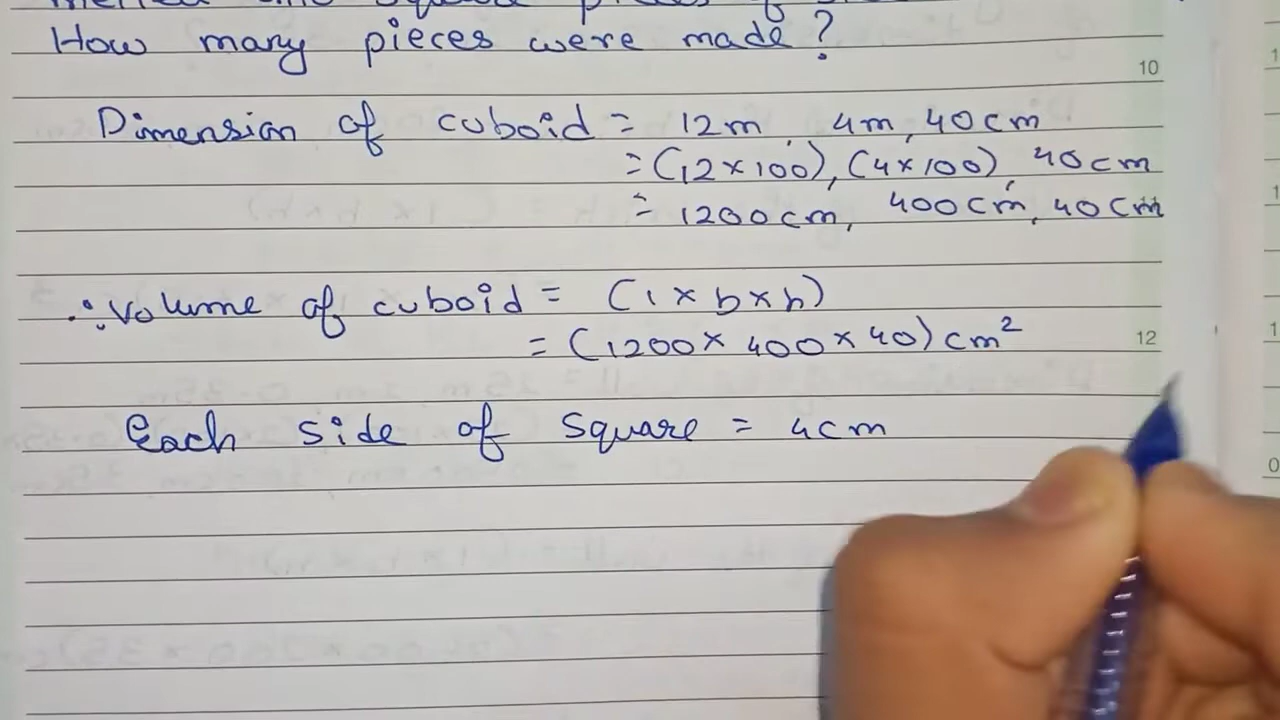 How many pieces were made?
10
Dimension of cuboid = 12m, 4m, 40cm
= (12×100), (4×100), 40cm
= 1200cm, 400cm, 40cm
∴ Volume of cuboid = (l×b×h)
= (1200×400×40) cm²
12
Each side of square = 4cm